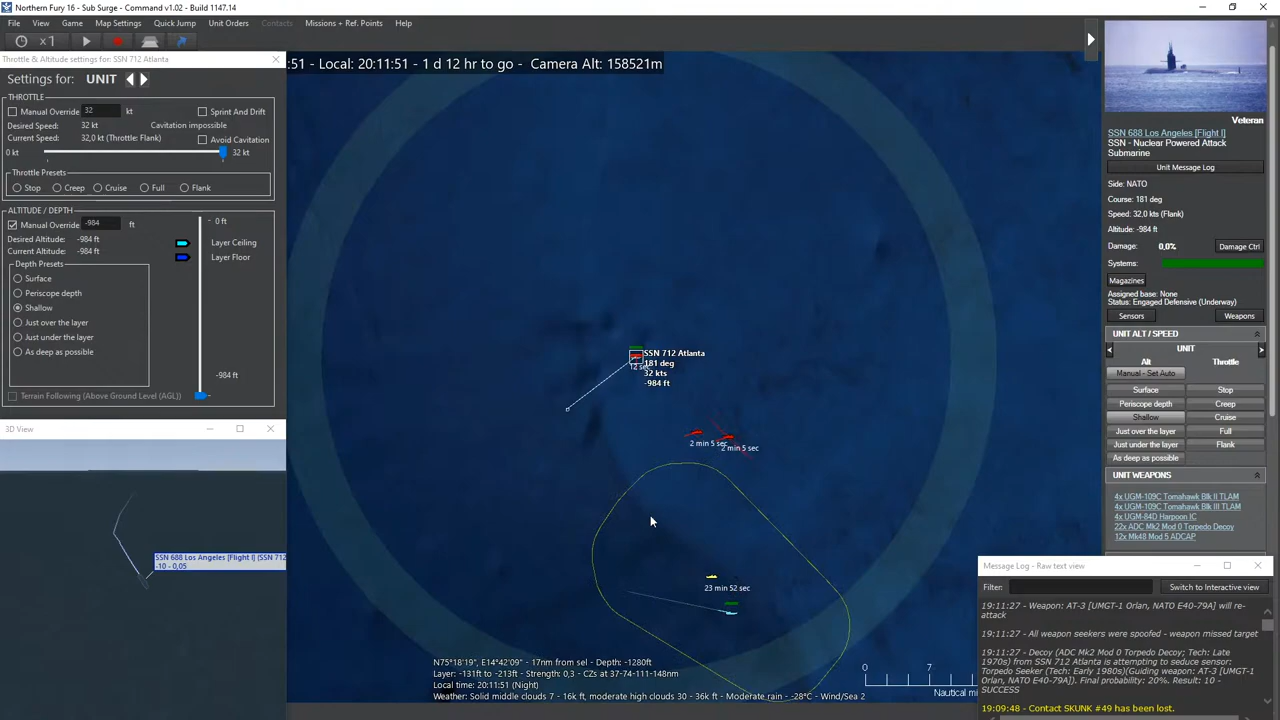 Northern Fury 16 - Sub Surge - Command v1.02 - Build 1147.14
File View Game Map Settings Quick Jump Unit Orders Contacts Missions + Ref. Points Help
x1
Throttle & Altitude settings for: SSN 712 Atlanta
Settings for: UNIT
THROTTLE
Manual Override 32 kt Sprint And Drift
Desired Speed: 32 kt Cavitation impossible
Current Speed: 32,0 kt (Throttle: Flank) Avoid Cavitation
0 kt 32 kt
Throttle Presets
Stop Creep Cruise Full Flank
ALTITUDE / DEPTH
Manual Override -984 ft
Desired Altitude: -984 ft
Current Altitude: -984 ft
Depth Presets
Surface
Periscope depth
Shallow
Just over the layer
Just under the layer
As deep as possible
- 0 ft
Layer Ceiling
Layer Floor
-984 ft
Terrain Following (Above Ground Level (AGL))
3D View
SSN 688 Los Angeles [Flight I] (SSN 712
-10 - 0,05
:51 - Local: 20:11:51 - 1 d 12 hr to go - Camera Alt: 158521m
SSN 712 Atlanta
181 deg
32 kts
-984 ft
2 min 5 sec
2 min 5 sec
23 min 52 sec
N75°18'19", E14°42'09" - 17nm from sel - Depth: -1280ft
Layer: -131ft to -213ft - Strength: 0,3 - CZs at 37-74-111-148nm
Local time: 20:11:51 (Night)
Weather: Solid middle clouds 7 - 16k ft, moderate high clouds 30 - 36k ft - Moderate rain - -28°C - Wind/Sea 2
0 7
Nautical
Veteran
SSN 688 Los Angeles [Flight I]
SSN - Nuclear Powered Attack
Submarine
Unit Message Log
Side: NATO
Course: 181 deg
Speed: 32.0 kts (Flank)
Altitude: -984 ft
Damage: 0,0% Damage Ctrl
Systems:
Magazines
Assigned base: None
Status: Engaged Defensive (Underway)
Sensors Weapons
UNIT ALT / SPEED
UNIT
Alt Throttle
Manual - Set Auto
Surface Stop
Periscope depth Creep
Shallow Cruise
Just over the layer Full
Just under the layer Flank
As deep as possible
UNIT WEAPONS
4x UGM-109C Tomahawk Blk II TLAM
4x UGM-109C Tomahawk Blk III TLAM
4x UGM-84D Harpoon IC
22x ADC Mk2 Mod 0 Torpedo Decoy
12x Mk48 Mod 5 ADCAP
Message Log - Raw text view
Filter: Switch to Interactive view
19:11:27 - Weapon: AT-3 [UMGT-1 Orlan, NATO E40-79A] will re-
attack
19:11:27 - All weapon seekers were spoofed - weapon missed target
19:11:27 - Decoy (ADC Mk2 Mod 0 Torpedo Decoy; Tech: Late
1970s) from SSN 712 Atlanta is attempting to seduce sensor:
Torpedo Seeker (Tech: Early 1980s)(Guiding weapon: AT-3 [UMGT-1
Orlan, NATO E40-79A]). Final probability: 20%. Result: 10 -
SUCCESS
19:09:48 - Contact SKUNK #49 has been lost.